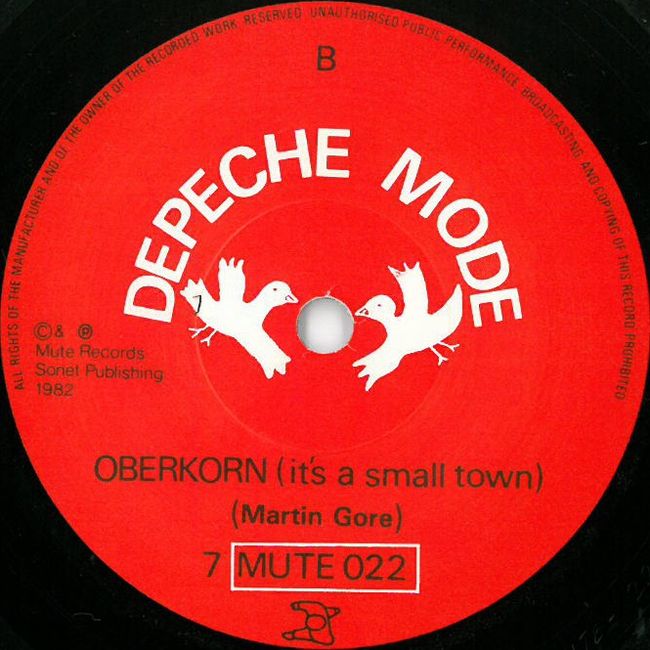 ALL RIGHTS OF THE MANUFACTURER AND OF THE OWNER OF THE RECORDED WORK RESERVED UNAUTHORISED PUBLIC PERFORMANCE BROADCASTING AND COPYING OF THIS RECORD PROHIBITED
B
DEPECHE MODE
© & ℗
Mute Records
Sonet Publishing
1982
OBERKORN (it's a small town)
(Martin Gore)
7 MUTE 022